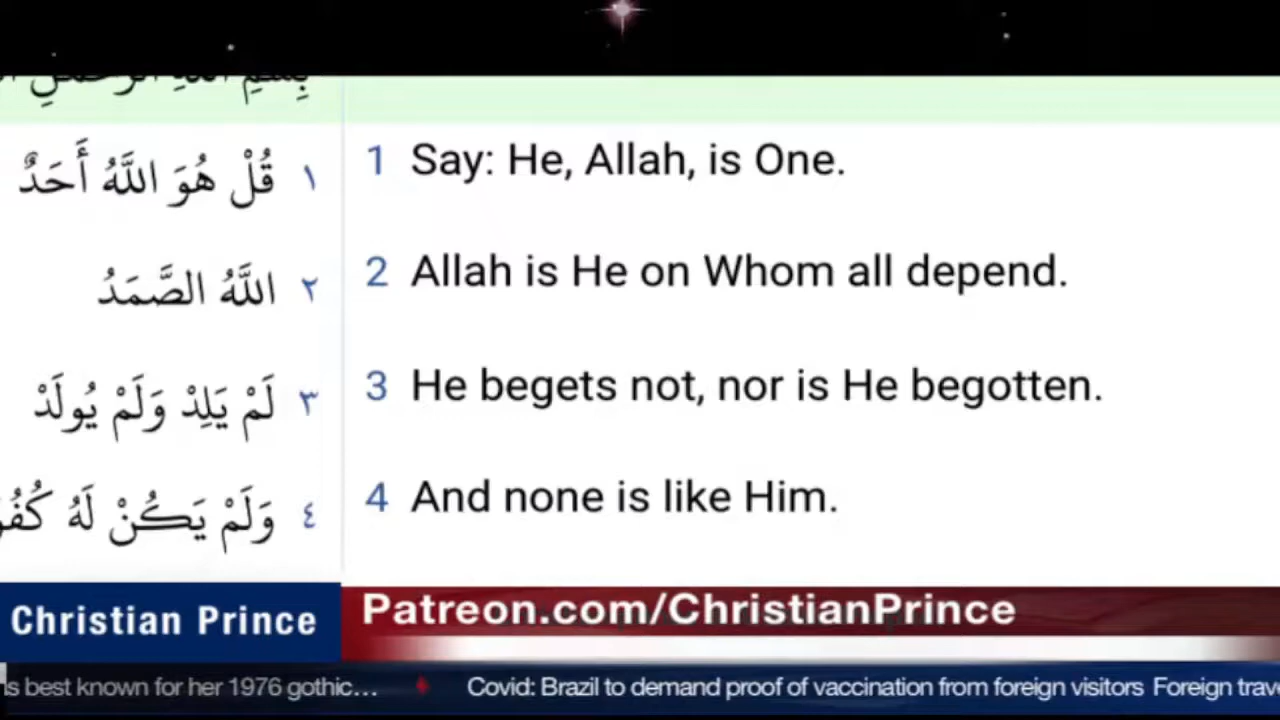 بِسْمِ اللَّهِ الرَّحْمَٰنِ
1 Say: He, Allah, is One.
١ قُلْ هُوَ اللَّهُ أَحَدٌ
2 Allah is He on Whom all depend.
٢ اللَّهُ الصَّمَدُ
3 He begets not, nor is He begotten.
٣ لَمْ يَلِدْ وَلَمْ يُولَدْ
4 And none is like Him.
٤ وَلَمْ يَكُنْ لَهُ
Christian Prince
Patreon.com/ChristianPrince
s best known for her 1976 gothic... Covid: Brazil to demand proof of vaccination from foreign visitors Foreign